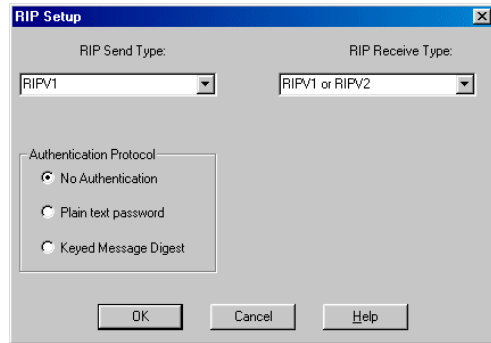 RIP Setup
RIP Send Type: RIP Receive Type:
RIPV1 RIPV1 or RIPV2
Authentication Protocol
No Authentication
Plain text password
Keyed Message Digest
OK Cancel Help